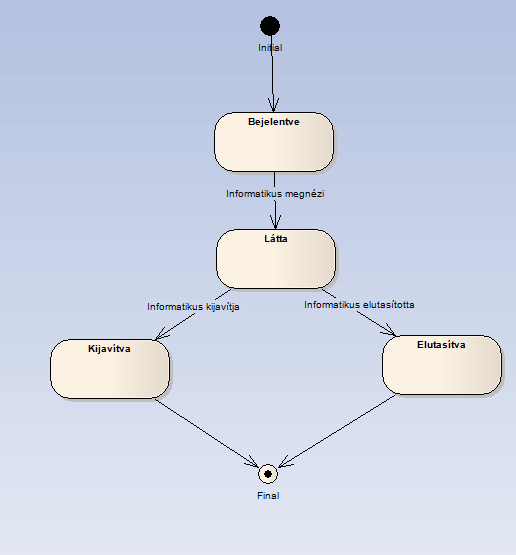 Initial
Bejelentve
Informatikus megnézi
Látta
Informatikus kijavítja
Informatikus elutasította
Kijavítva
Elutasítva
Final